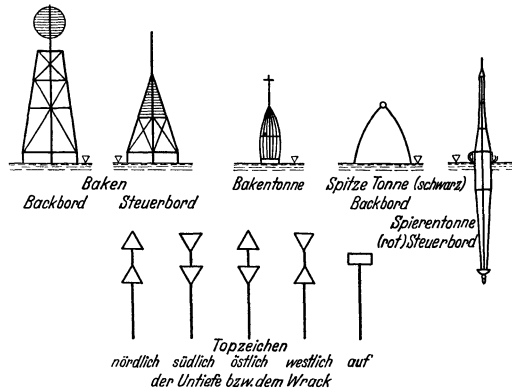 Baken
Backbord Steuerbord
Bakentonne
Spitze Tonne (schwarz)
Backbord
Spierentonne
(rot) Steuerbord
Topzeichen
nördlich südlich östlich westlich auf
der Untiefe bzw. dem Wrack